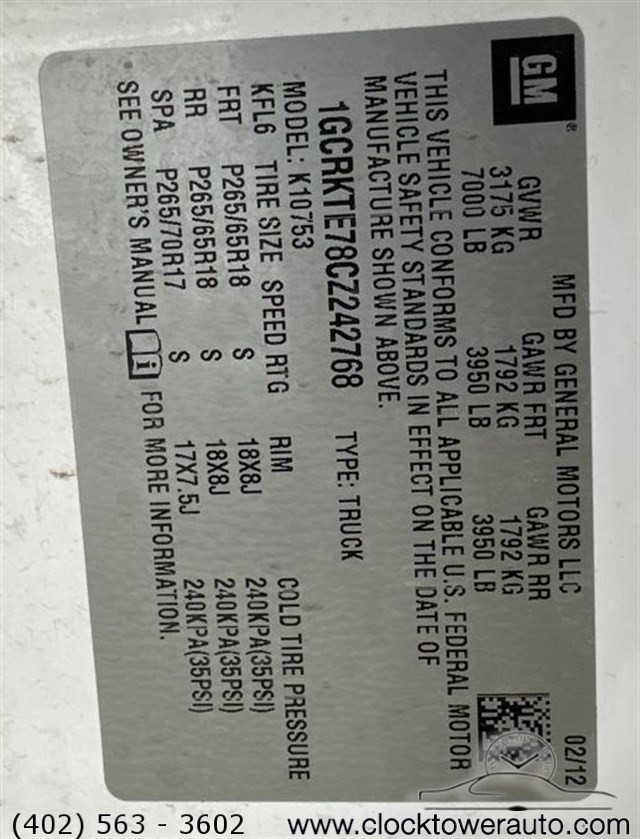 GM
®
MFD BY GENERAL MOTORS LLC 02/12
GVWR GAWR FRT GAWR RR
3175 KG 1792 KG 1792 KG
7000 LB 3950 LB 3950 LB
THIS VEHICLE CONFORMS TO ALL APPLICABLE U.S. FEDERAL MOTOR
VEHICLE SAFETY STANDARDS IN EFFECT ON THE DATE OF
MANUFACTURE SHOWN ABOVE.
1GCRKTE78CZ242768 TYPE: TRUCK
MODEL: K10753
KFL6 TIRE SIZE SPEED RTG RIM COLD TIRE PRESSURE
FRT P265/65R18 S 18X8J 240KPA(35PSI)
RR P265/65R18 S 18X8J 240KPA(35PSI)
SPA P265/70R17 S 17X7.5J 240KPA(35PSI)
SEE OWNER'S MANUAL FOR MORE INFORMATION.
(402) 563 - 3602 www.clocktowerauto.com